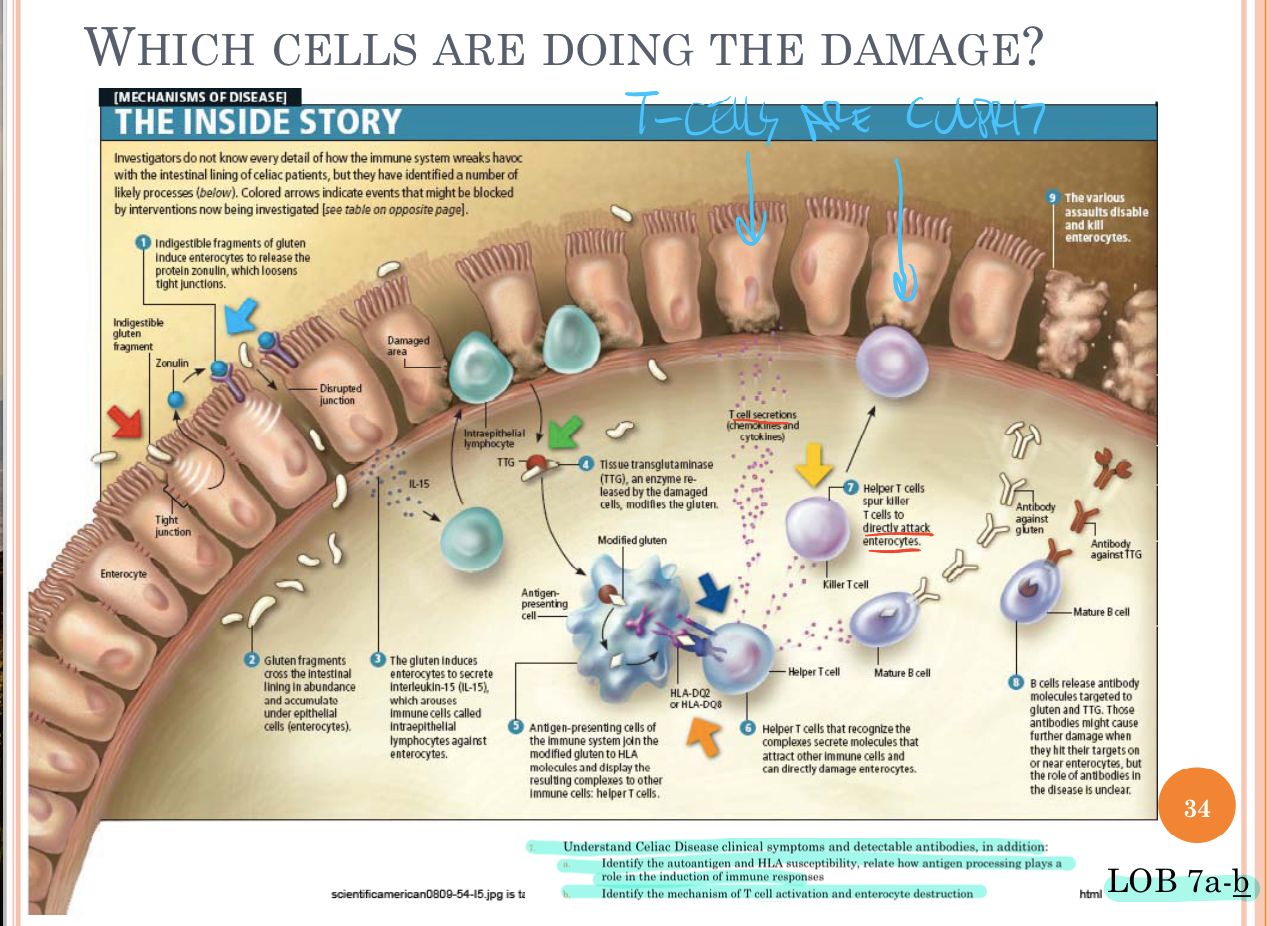 WHICH CELLS ARE DOING THE DAMAGE?
[MECHANISMS OF DISEASE]
THE INSIDE STORY
T-CELLS ARE CULPRIT
Investigators do not know every detail of how the immune system wreaks havoc
with the intestinal lining of celiac patients, but they have identified a number of
likely processes (below). Colored arrows indicate events that might be blocked
by interventions now being investigated [see table on opposite page].
1 Indigestible fragments of gluten
induce enterocytes to release the
protein zonulin, which loosens
tight junctions.
Indigestible
gluten
fragment
Zonulin
Disrupted
junction
Damaged
area
Tight
junction
Enterocyte
IL-15
Intraepithelial
lymphocyte
TTG
4 Tissue transglutaminase
(TTG), an enzyme re-
leased by the damaged
cells, modifies the gluten.
T cell secretions
(chemokines and
cytokines)
9 The various
assaults disable
and kill
enterocytes.
7 Helper T cells
spur killer
T cells to
directly attack
enterocytes.
Killer T cell
Antibody
against
gluten
Antibody
against TTG
Mature B cell
Modified gluten
Antigen-
presenting
cell
HLA-DQ2
or HLA-DQ8
Helper T cell
Mature B cell
2 Gluten fragments
cross the intestinal
lining in abundance
and accumulate
under epithelial
cells (enterocytes).
3 The gluten induces
enterocytes to secrete
interleukin-15 (IL-15),
which arouses
immune cells called
intraepithelial
lymphocytes against
enterocytes.
5 Antigen-presenting cells of
the immune system join the
modified gluten to HLA
molecules and display the
resulting complexes to other
immune cells: helper T cells.
6 Helper T cells that recognize the
complexes secrete molecules that
attract other immune cells and
can directly damage enterocytes.
8 B cells release antibody
molecules targeted to
gluten and TTG. Those
antibodies might cause
further damage when
they hit their targets on
or near enterocytes, but
the role of antibodies in
the disease is unclear.
34
7. Understand Celiac Disease clinical symptoms and detectable antibodies, in addition:
a. Identify the autoantigen and HLA susceptibility, relate how antigen processing plays a
role in the induction of immune responses
b. Identify the mechanism of T cell activation and enterocyte destruction
scientificamerican0809-54-I5.jpg is
html
LOB 7a-b